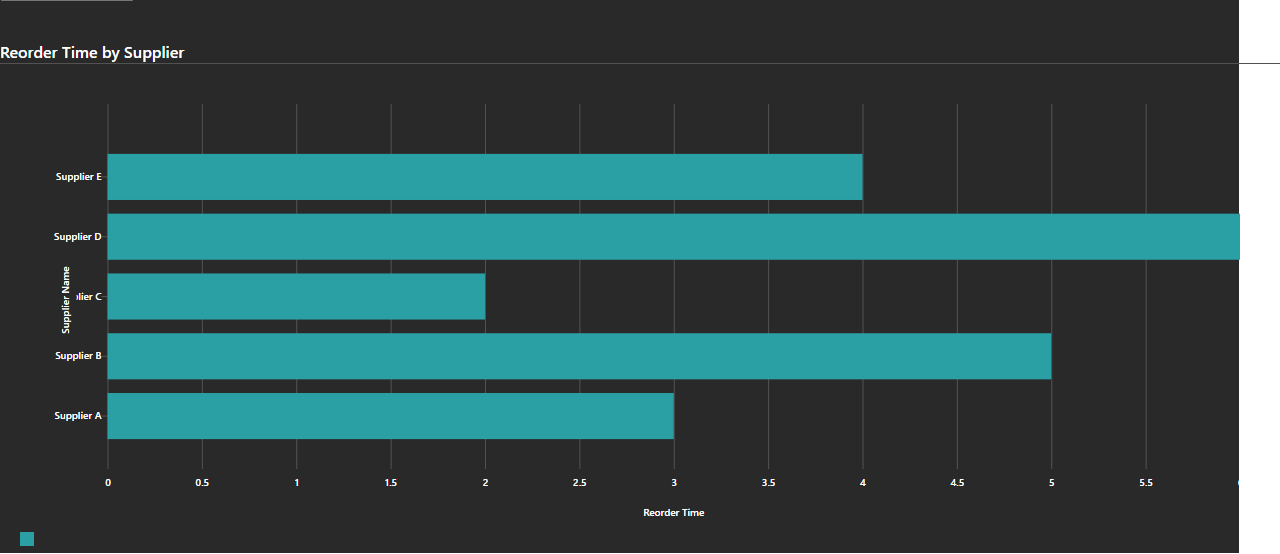 Reorder Time by Supplier
Supplier E
Supplier D
Supplier Name
lier C
Supplier B
Supplier A
0 0.5 1 1.5 2 2.5 3 3.5 4 4.5 5 5.5
Reorder Time